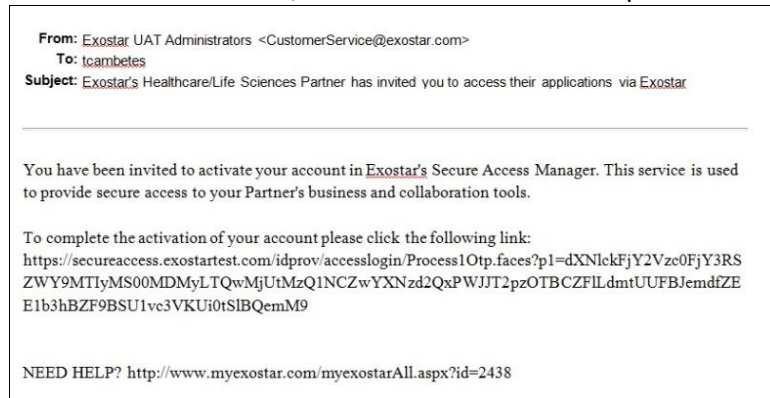 From: Exostar UAT Administrators <CustomerService@exostar.com>
To: tcambetes
Subject: Exostar's Healthcare/Life Sciences Partner has invited you to access their applications via Exostar
You have been invited to activate your account in Exostar's Secure Access Manager. This service is used
to provide secure access to your Partner's business and collaboration tools.
To complete the activation of your account please click the following link:
https://secureaccess.exostartest.com/idprov/accesslogin/Process1Otp.faces?p1=dXNlckFjY2Vzc0FjY3RS
ZWY9MTIyMS00MDMyLTQwMjUtMzQ1NCZwYXNzd2QxPWJJT2pzOTBCZFlLdmtUUFBJemdfZE
E1b3hBZF9BSU1vc3VKUi0tSlBQemM9
NEED HELP? http://www.myexostar.com/myexostarAll.aspx?id=2438